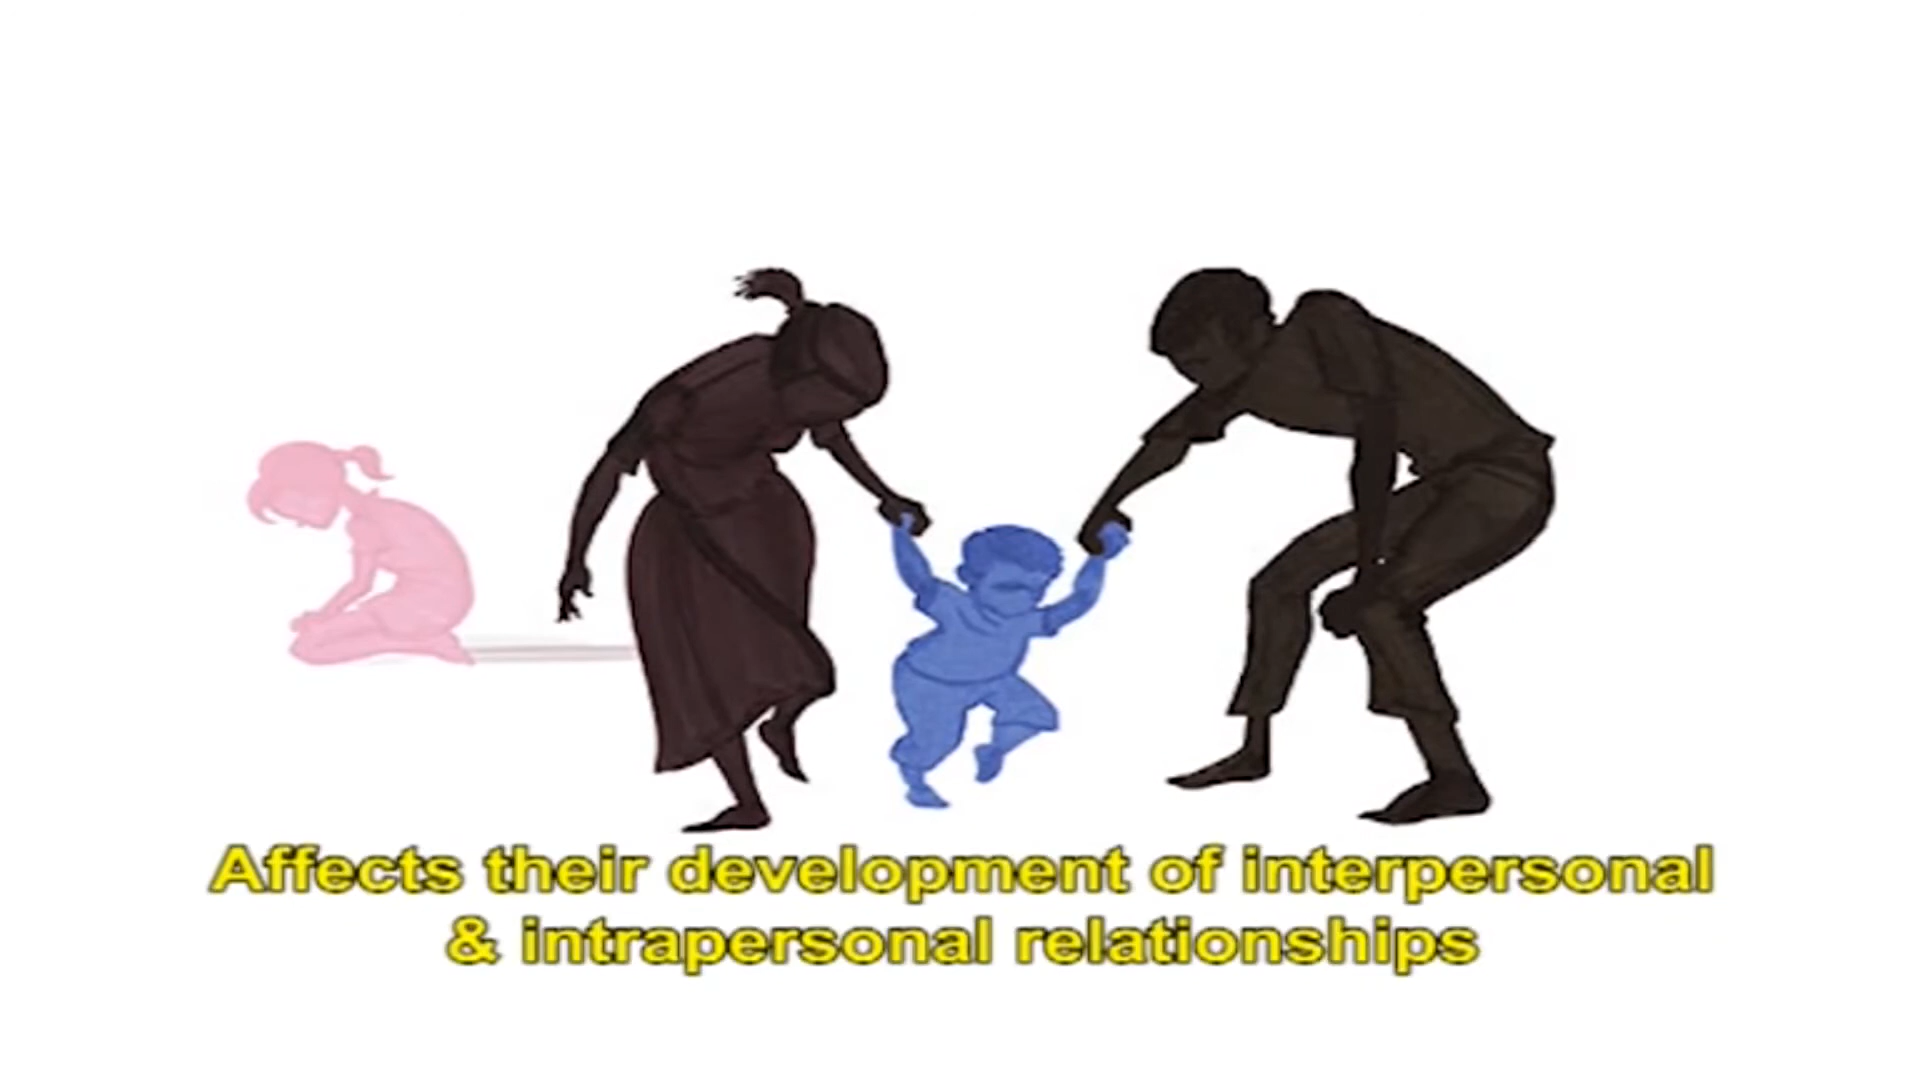 Affects their development of interpersonal
& intrapersonal relationships